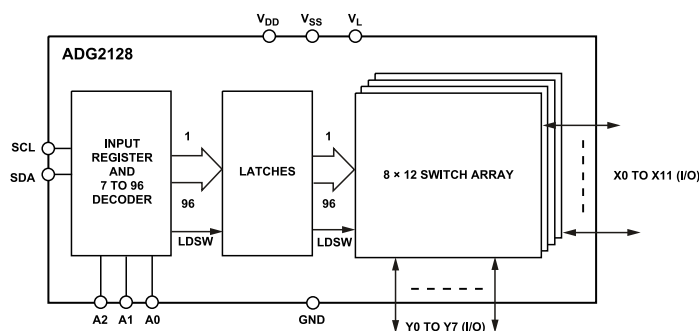 VDD VSS VL
ADG2128
SCL
SDA
INPUT
REGISTER
AND
7 TO 96
DECODER
1
96
LDSW
LATCHES
1
96
LDSW
8 × 12 SWITCH ARRAY
X0 TO X11 (I/O)
A2 A1 A0
GND
Y0 TO Y7 (I/O)